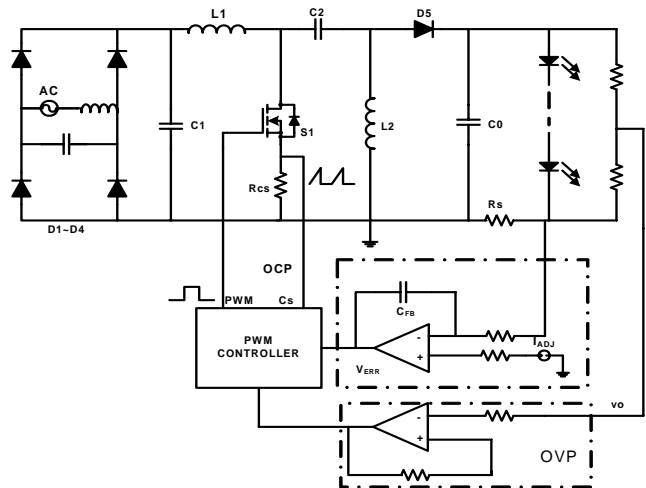 L1
C2
D5
AC
C1
S1
L2
C0
Rcs
Rs
D1~D4
OCP
PWM
Cs
CFB
-
+
IADJ
PWM
CONTROLLER
VERR
vo
-
+
OVP